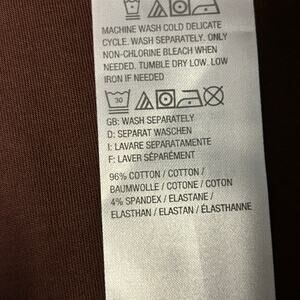 MACHINE WASH COLD DELICATE
CYCLE. WASH SEPARATELY. ONLY
NON-CHLORINE BLEACH WHEN
NEEDED. TUMBLE DRY LOW. LOW
IRON IF NEEDED
30
GB: WASH SEPARATELY
D: SEPARAT WASCHEN
I: LAVARE SEPARATAMENTE
F: LAVER SÉPARÉMENT
96% COTTON / COTTON /
BAUMWOLLE / COTONE / COTON
4% SPANDEX / ELASTANE /
ELASTHAN / ELASTAN / ÉLASTHANNE